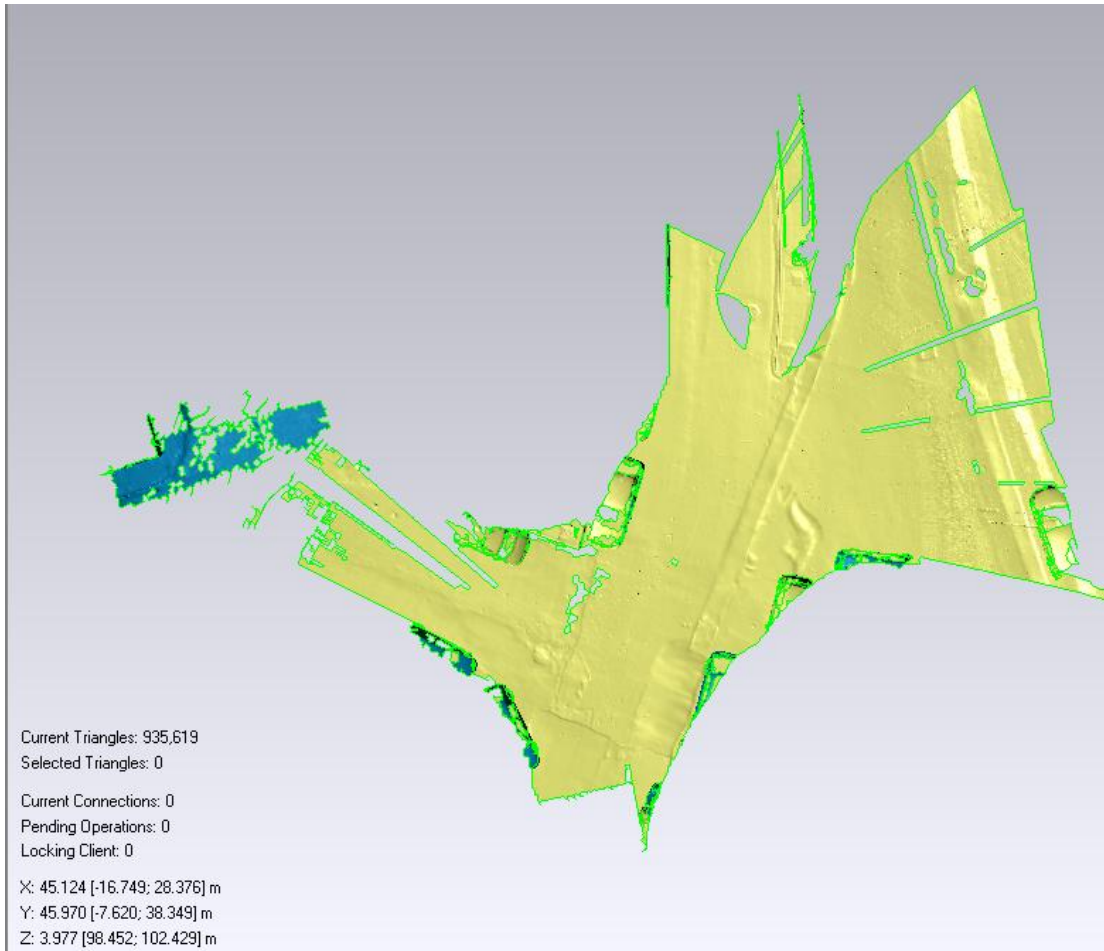 Current Triangles: 935,619
Selected Triangles: 0
Current Connections: 0
Pending Operations: 0
Locking Client: 0
X: 45.124 [-16.749; 28.376] m
Y: 45.970 [-7.620; 38.349] m
Z: 3.977 [98.452; 102.429] m